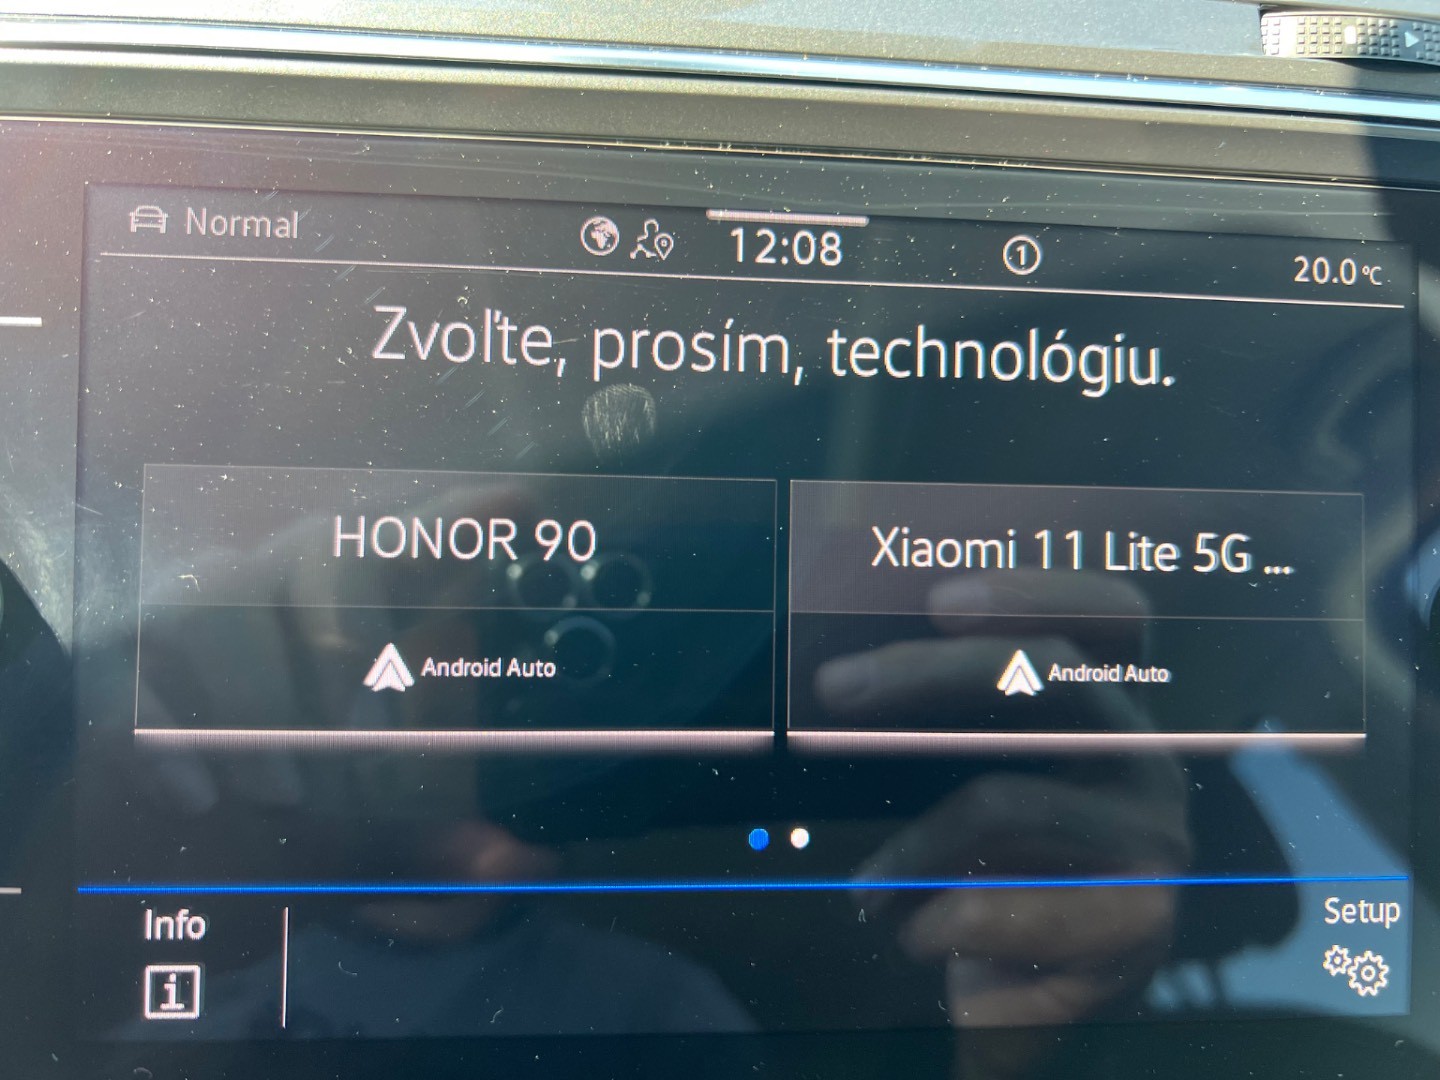 Normal
12:08
1
20.0 °C
Zvoľte, prosím, technológiu.
HONOR 90
Xiaomi 11 Lite 5G ...
Android Auto
Android Auto
Info
i
Setup